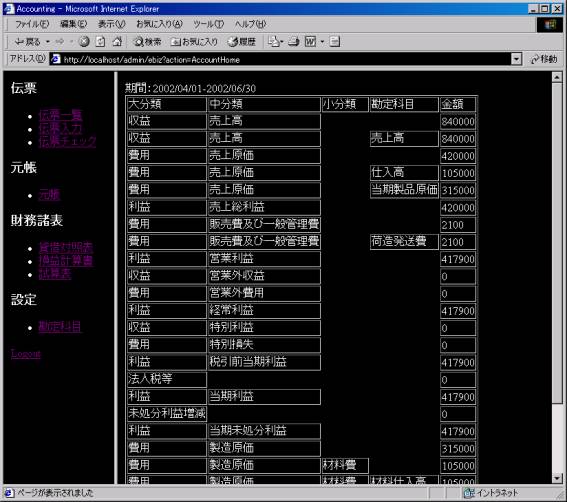 Accounting - Microsoft Internet Explorer
ファイル(F) 編集(E) 表示(V) お気に入り(A) ツール(T) ヘルプ(H)
戻る 検索 お気に入り 履歴
アドレス(D) http://localhost/admin/ebiz?action=AccountHome 移動
伝票
伝票一覧
伝票入力
伝票チェック
元帳
元帳
財務諸表
貸借対照表
損益計算書
試算表
設定
勘定科目
Logout
期間: 2002/04/01-2002/06/30
大分類 中分類 小分類 勘定科目 金額
収益 売上高 840000
収益 売上高 売上高 840000
費用 売上原価 420000
費用 売上原価 仕入高 105000
費用 売上原価 当期製品原価 315000
利益 売上総利益 420000
費用 販売費及び一般管理費 2100
費用 販売費及び一般管理費 荷造発送費 2100
利益 営業利益 417900
収益 営業外収益 0
費用 営業外費用 0
利益 経常利益 417900
収益 特別利益 0
費用 特別損失 0
利益 税引前当期利益 417900
法人税等 0
利益 当期利益 417900
未処分利益増減 0
利益 当期未処分利益 417900
費用 製造原価 315000
費用 製造原価 材料費 105000
費用 製造原価 材料費 材料仕入高 105000
ページが表示されました イントラネット